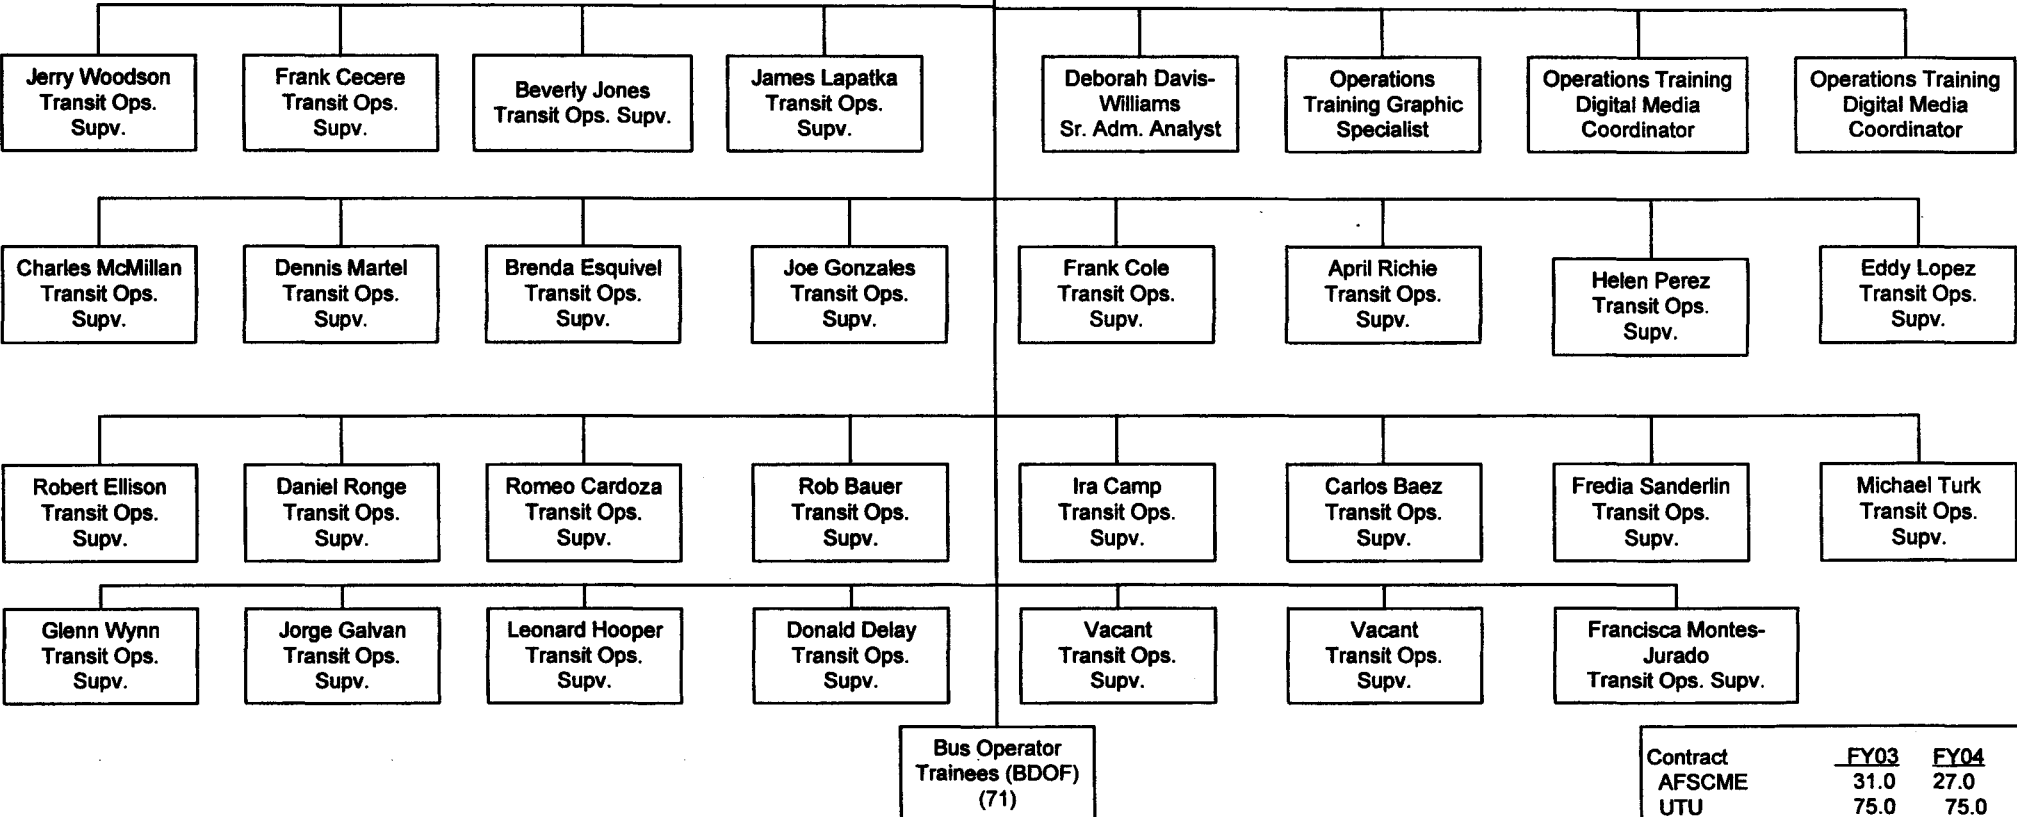 Jerry Woodson
Transit Ops.
Supv.
Frank Cecere
Transit Ops.
Supv.
Beverly Jones
Transit Ops. Supv.
James Lapatka
Transit Ops.
Supv.
Deborah Davis-
Williams
Sr. Adm. Analyst
Operations
Training Graphic
Specialist
Operations Training
Digital Media
Coordinator
Operations Training
Digital Media
Coordinator
Charles McMillan
Transit Ops.
Supv.
Dennis Martel
Transit Ops.
Supv.
Brenda Esquivel
Transit Ops.
Supv.
Joe Gonzales
Transit Ops.
Supv.
Frank Cole
Transit Ops.
Supv.
April Richie
Transit Ops.
Supv.
Helen Perez
Transit Ops.
Supv.
Eddy Lopez
Transit Ops.
Supv.
Robert Ellison
Transit Ops.
Supv.
Daniel Ronge
Transit Ops.
Supv.
Romeo Cardoza
Transit Ops.
Supv.
Rob Bauer
Transit Ops.
Supv.
Ira Camp
Transit Ops.
Supv.
Carlos Baez
Transit Ops.
Supv.
Fredia Sanderlin
Transit Ops.
Supv.
Michael Turk
Transit Ops.
Supv.
Glenn Wynn
Transit Ops.
Supv.
Jorge Galvan
Transit Ops.
Supv.
Leonard Hooper
Transit Ops.
Supv.
Donald Delay
Transit Ops.
Supv.
Vacant
Transit Ops.
Supv.
Vacant
Transit Ops.
Supv.
Francisca Montes-
Jurado
Transit Ops. Supv.
Bus Operator
Trainees (BDOF)
(71)
Contract FY03 FY04
AFSCME 31.0 27.0
UTU 75.0 75.0